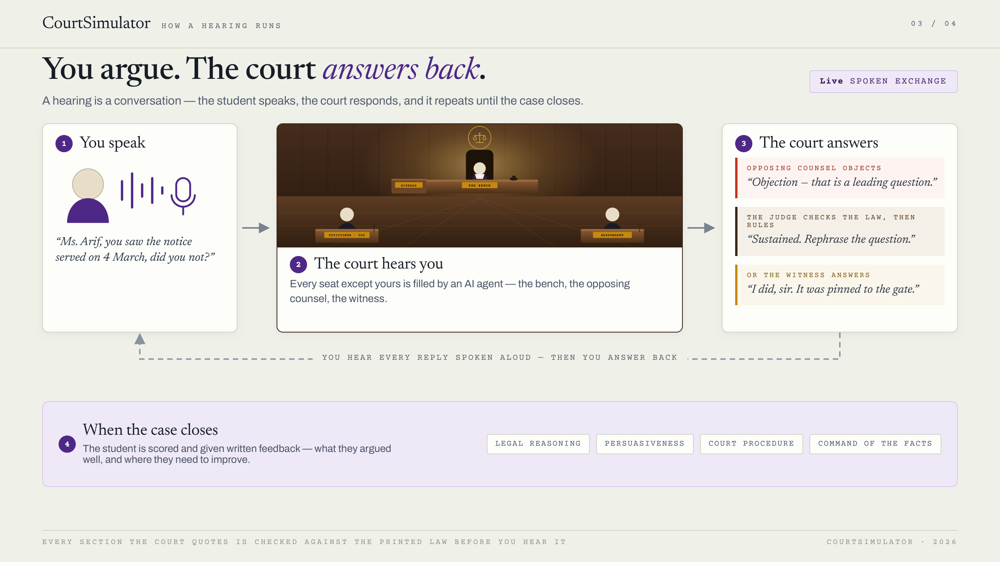 CourtSimulator HOW A HEARING RUNS
03 / 04
You argue. The court answers back.
Live SPOKEN EXCHANGE
A hearing is a conversation — the student speaks, the court responds, and it repeats until the case closes.
1 You speak
“Ms. Arif, you saw the notice
served on 4 March, did you not?”
WITNESS
THE BENCH
PETITIONER · YOU
RESPONDENT
2 The court hears you
Every seat except yours is filled by an AI agent — the bench, the opposing
counsel, the witness.
3 The court answers
OPPOSING COUNSEL OBJECTS
“Objection — that is a leading question.”
THE JUDGE CHECKS THE LAW, THEN
RULES
“Sustained. Rephrase the question.”
OR THE WITNESS ANSWERS
“I did, sir. It was pinned to the gate.”
YOU HEAR EVERY REPLY SPOKEN ALOUD — THEN YOU ANSWER BACK
4 When the case closes
The student is scored and given written feedback — what they argued
well, and where they need to improve.
LEGAL REASONING
PERSUASIVENESS
COURT PROCEDURE
COMMAND OF THE FACTS
EVERY SECTION THE COURT QUOTES IS CHECKED AGAINST THE PRINTED LAW BEFORE YOU HEAR IT
COURTSIMULATOR · 2026